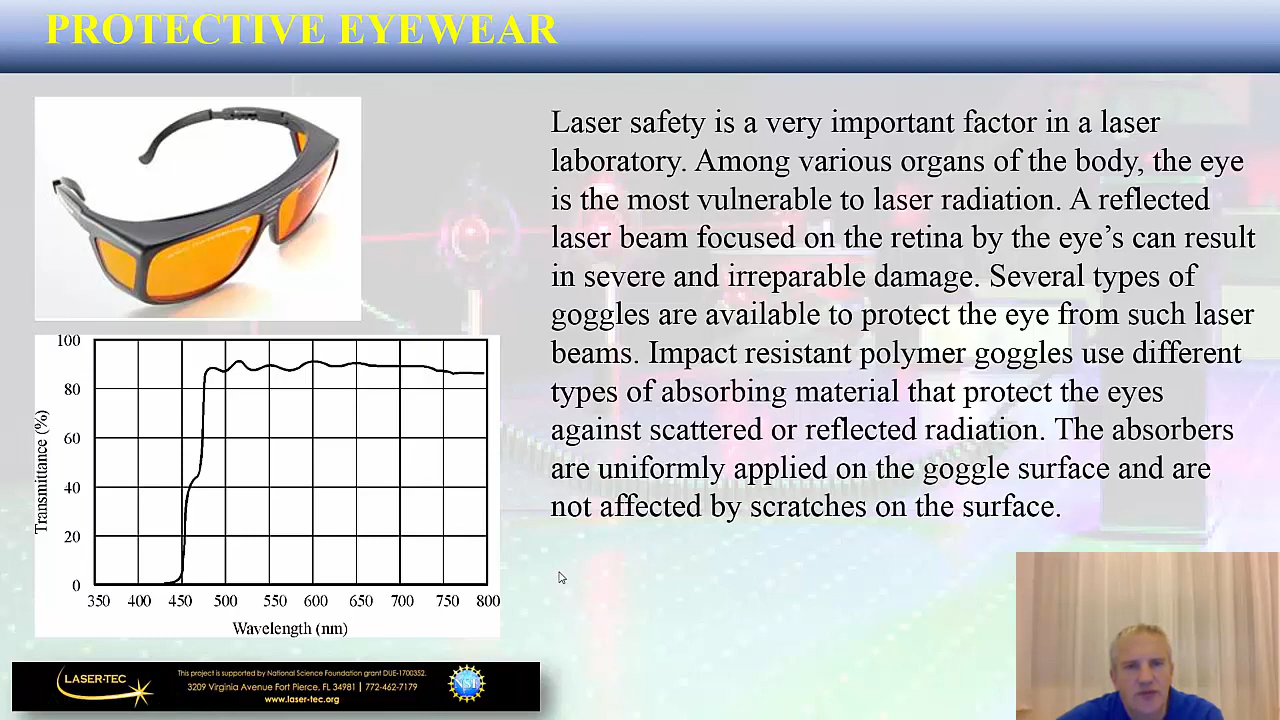 PROTECTIVE EYEWEAR
Laser safety is a very important factor in a laser
laboratory. Among various organs of the body, the eye
is the most vulnerable to laser radiation. A reflected
laser beam focused on the retina by the eye’s can result
in severe and irreparable damage. Several types of
goggles are available to protect the eye from such laser
beams. Impact resistant polymer goggles use different
types of absorbing material that protect the eyes
against scattered or reflected radiation. The absorbers
are uniformly applied on the goggle surface and are
not affected by scratches on the surface.
Transmittance (%)
100
80
60
40
20
0
350 400 450 500 550 600 650 700 750 800
Wavelength (nm)
LASER-TEC
This project is supported by National Science Foundation grant DUE-1700352.
3209 Virginia Avenue Fort Pierce, FL 34981 | 772-462-7179
www.laser-tec.org
NSF